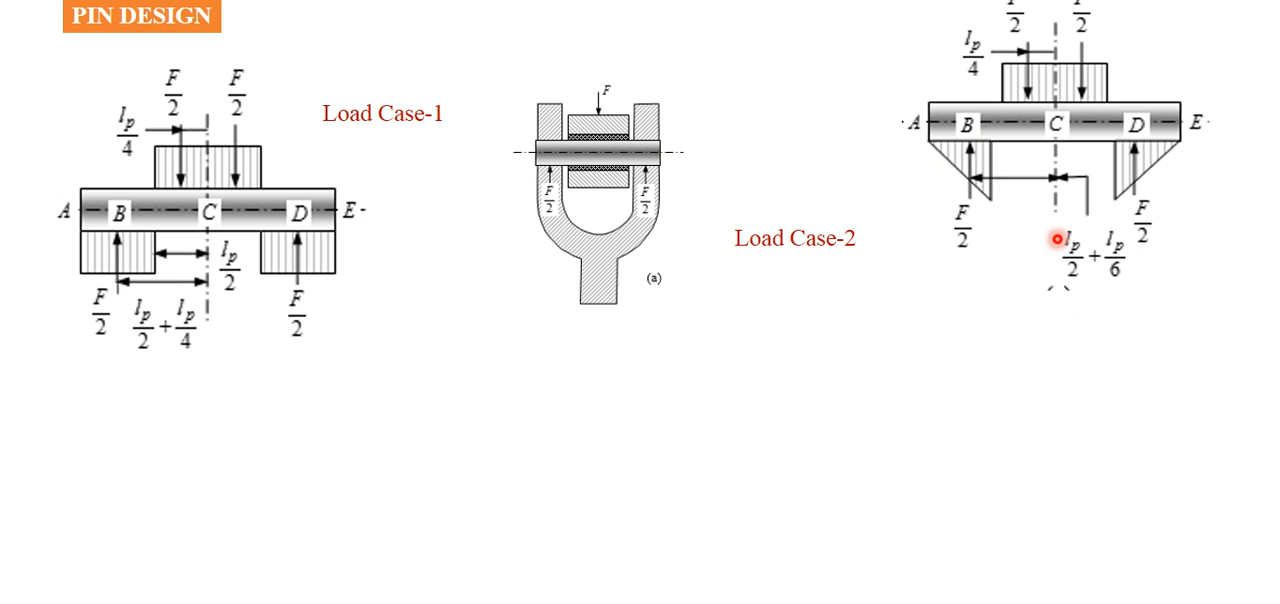 PIN DESIGN
F/2 F/2
l_p/4
Load Case-1
A B C D E
l_p/2
F/2 l_p/2 + l_p/4 F/2
F
F/2 F/2
(a)
Load Case-2
2 2
l_p/4
A B C D E
F/2 F/2
l_p/2 + l_p/6